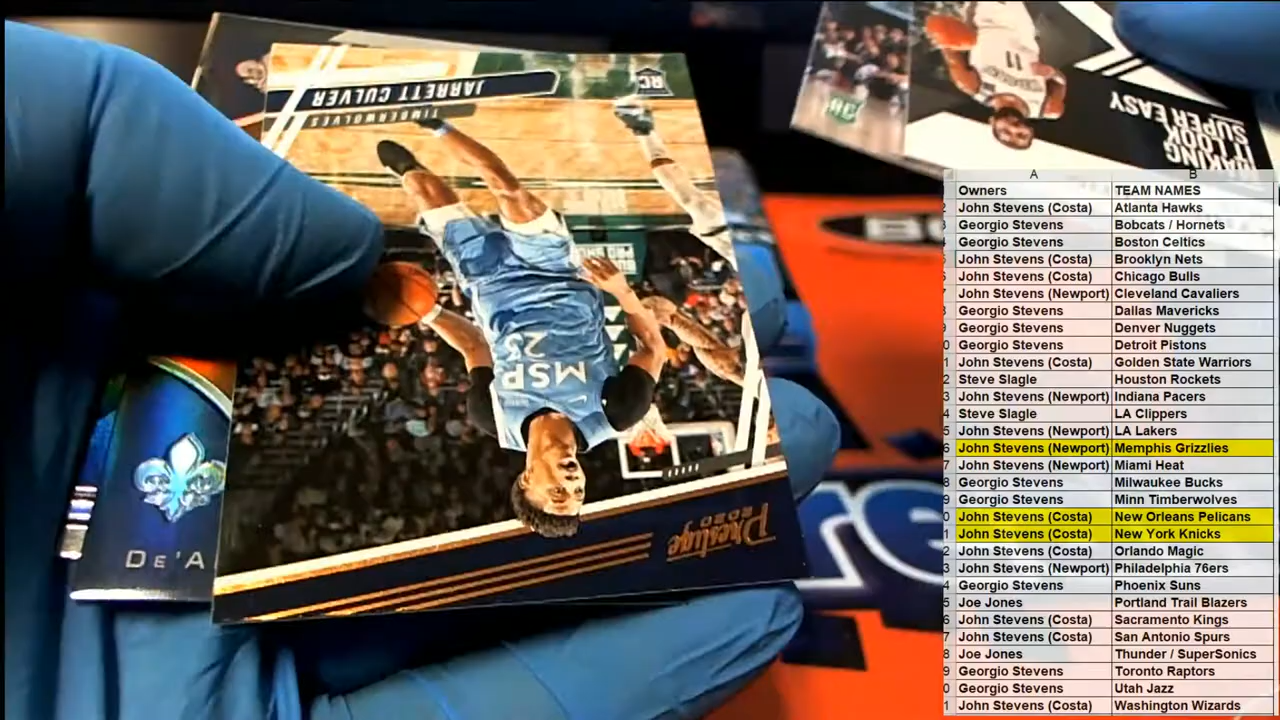 JARRETT CULVER
TIMBERWOLVES
RC
MSP
23
Prestige
2020
DE'A
11
RC
MAKING
IT LOOK
SUPER EASY
A B
Owners TEAM NAMES
John Stevens (Costa) Atlanta Hawks
Georgio Stevens Bobcats / Hornets
Georgio Stevens Boston Celtics
John Stevens (Costa) Brooklyn Nets
John Stevens (Costa) Chicago Bulls
John Stevens (Newport) Cleveland Cavaliers
Georgio Stevens Dallas Mavericks
Georgio Stevens Denver Nuggets
Georgio Stevens Detroit Pistons
John Stevens (Costa) Golden State Warriors
Steve Slagle Houston Rockets
John Stevens (Newport) Indiana Pacers
Steve Slagle LA Clippers
John Stevens (Newport) LA Lakers
John Stevens (Newport) Memphis Grizzlies
John Stevens (Newport) Miami Heat
Georgio Stevens Milwaukee Bucks
Georgio Stevens Minn Timberwolves
John Stevens (Costa) New Orleans Pelicans
John Stevens (Costa) New York Knicks
John Stevens (Costa) Orlando Magic
John Stevens (Newport) Philadelphia 76ers
Georgio Stevens Phoenix Suns
Joe Jones Portland Trail Blazers
John Stevens (Costa) Sacramento Kings
John Stevens (Costa) San Antonio Spurs
Joe Jones Thunder / SuperSonics
Georgio Stevens Toronto Raptors
Georgio Stevens Utah Jazz
John Stevens (Costa) Washington Wizards